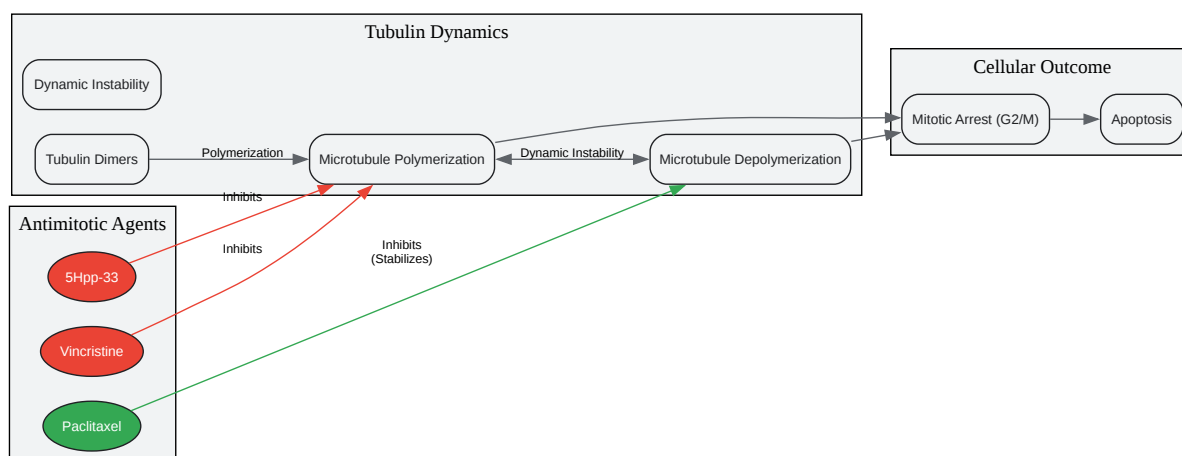 Tubulin Dynamics
Dynamic Instability
Tubulin Dimers
Polymerization
Microtubule Polymerization
Dynamic Instability
Microtubule Depolymerization
Cellular Outcome
Mitotic Arrest (G2/M)
Apoptosis
Antimitotic Agents
Inhibits
5Hpp-33
Inhibits
Vincristine
Inhibits
(Stabilizes)
Paclitaxel